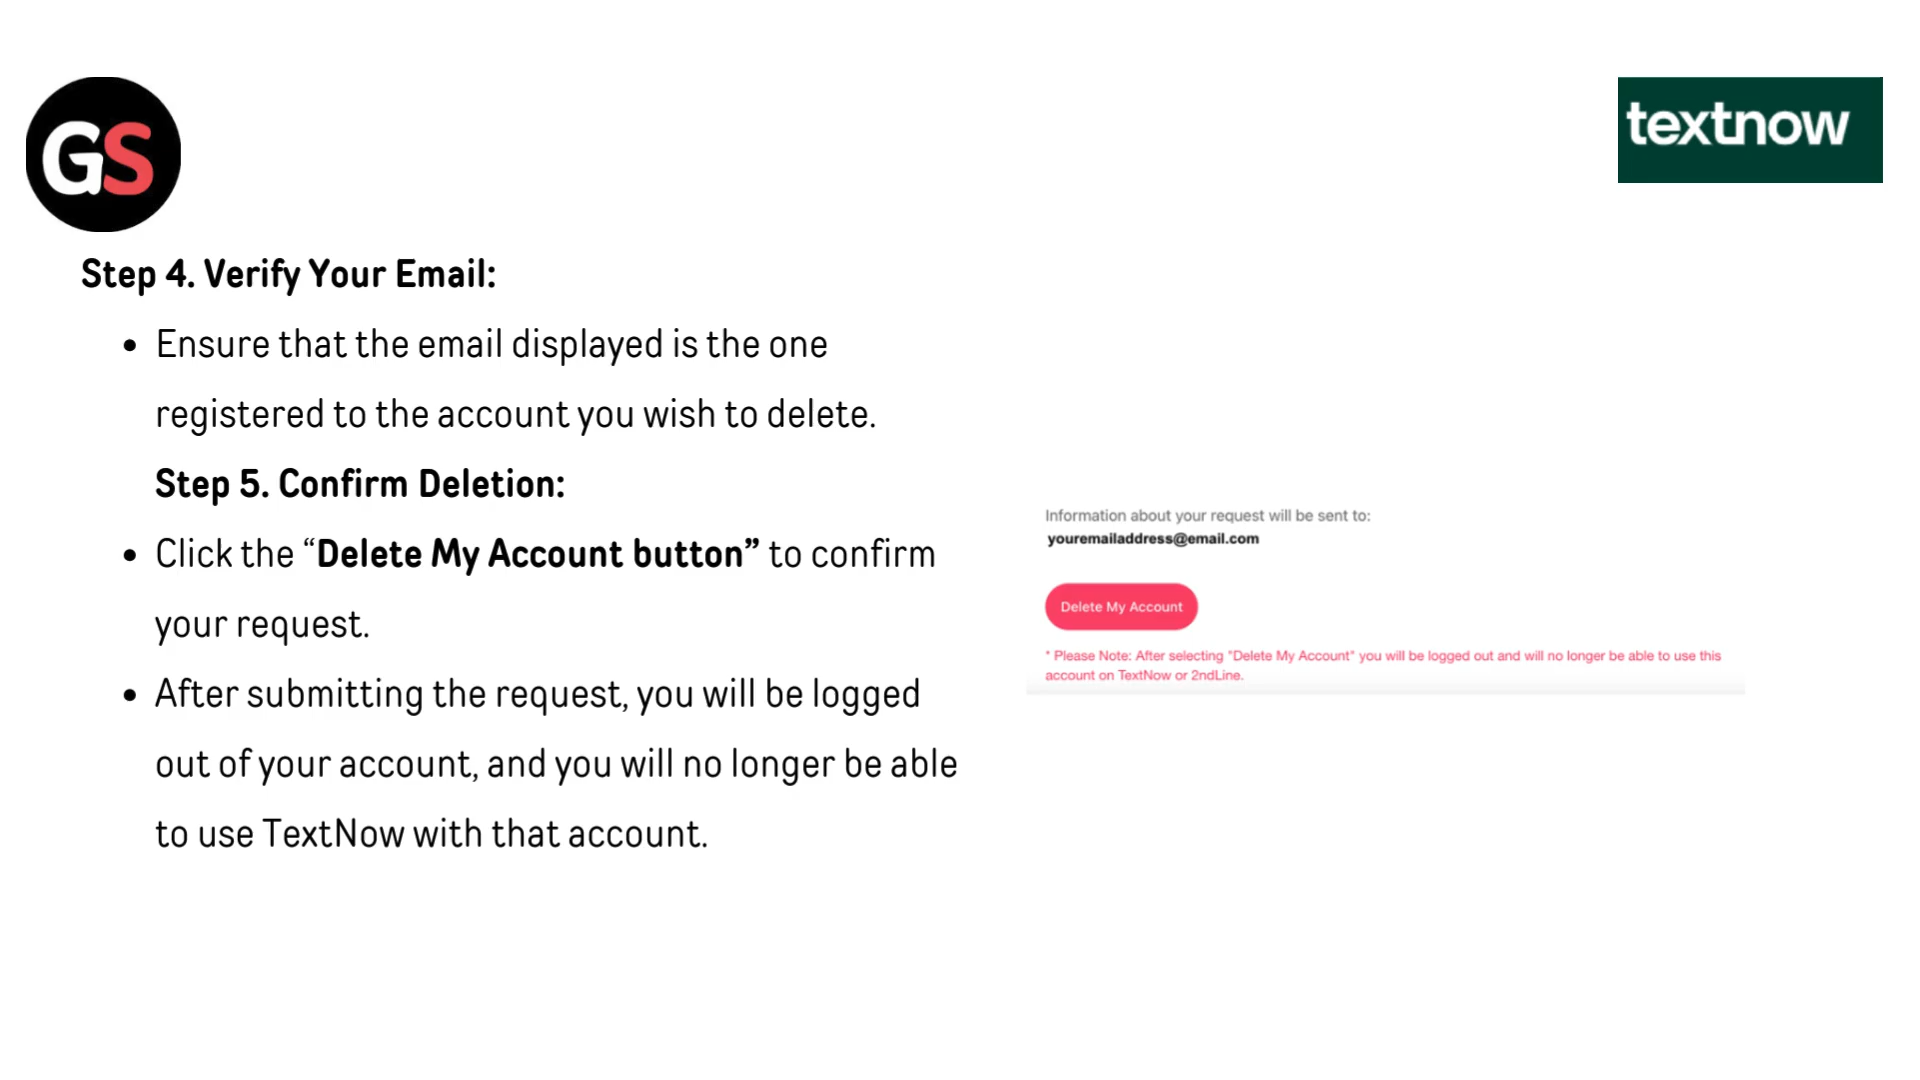 GS
textnow
Step 4. Verify Your Email:
• Ensure that the email displayed is the one
registered to the account you wish to delete.
Step 5. Confirm Deletion:
• Click the “Delete My Account button” to confirm
your request.
• After submitting the request, you will be logged
out of your account, and you will no longer be able
to use TextNow with that account.
Information about your request will be sent to:
youremailaddress@email.com
Delete My Account
* Please Note: After selecting "Delete My Account" you will be logged out and will no longer be able to use this
account on TextNow or 2ndLine.